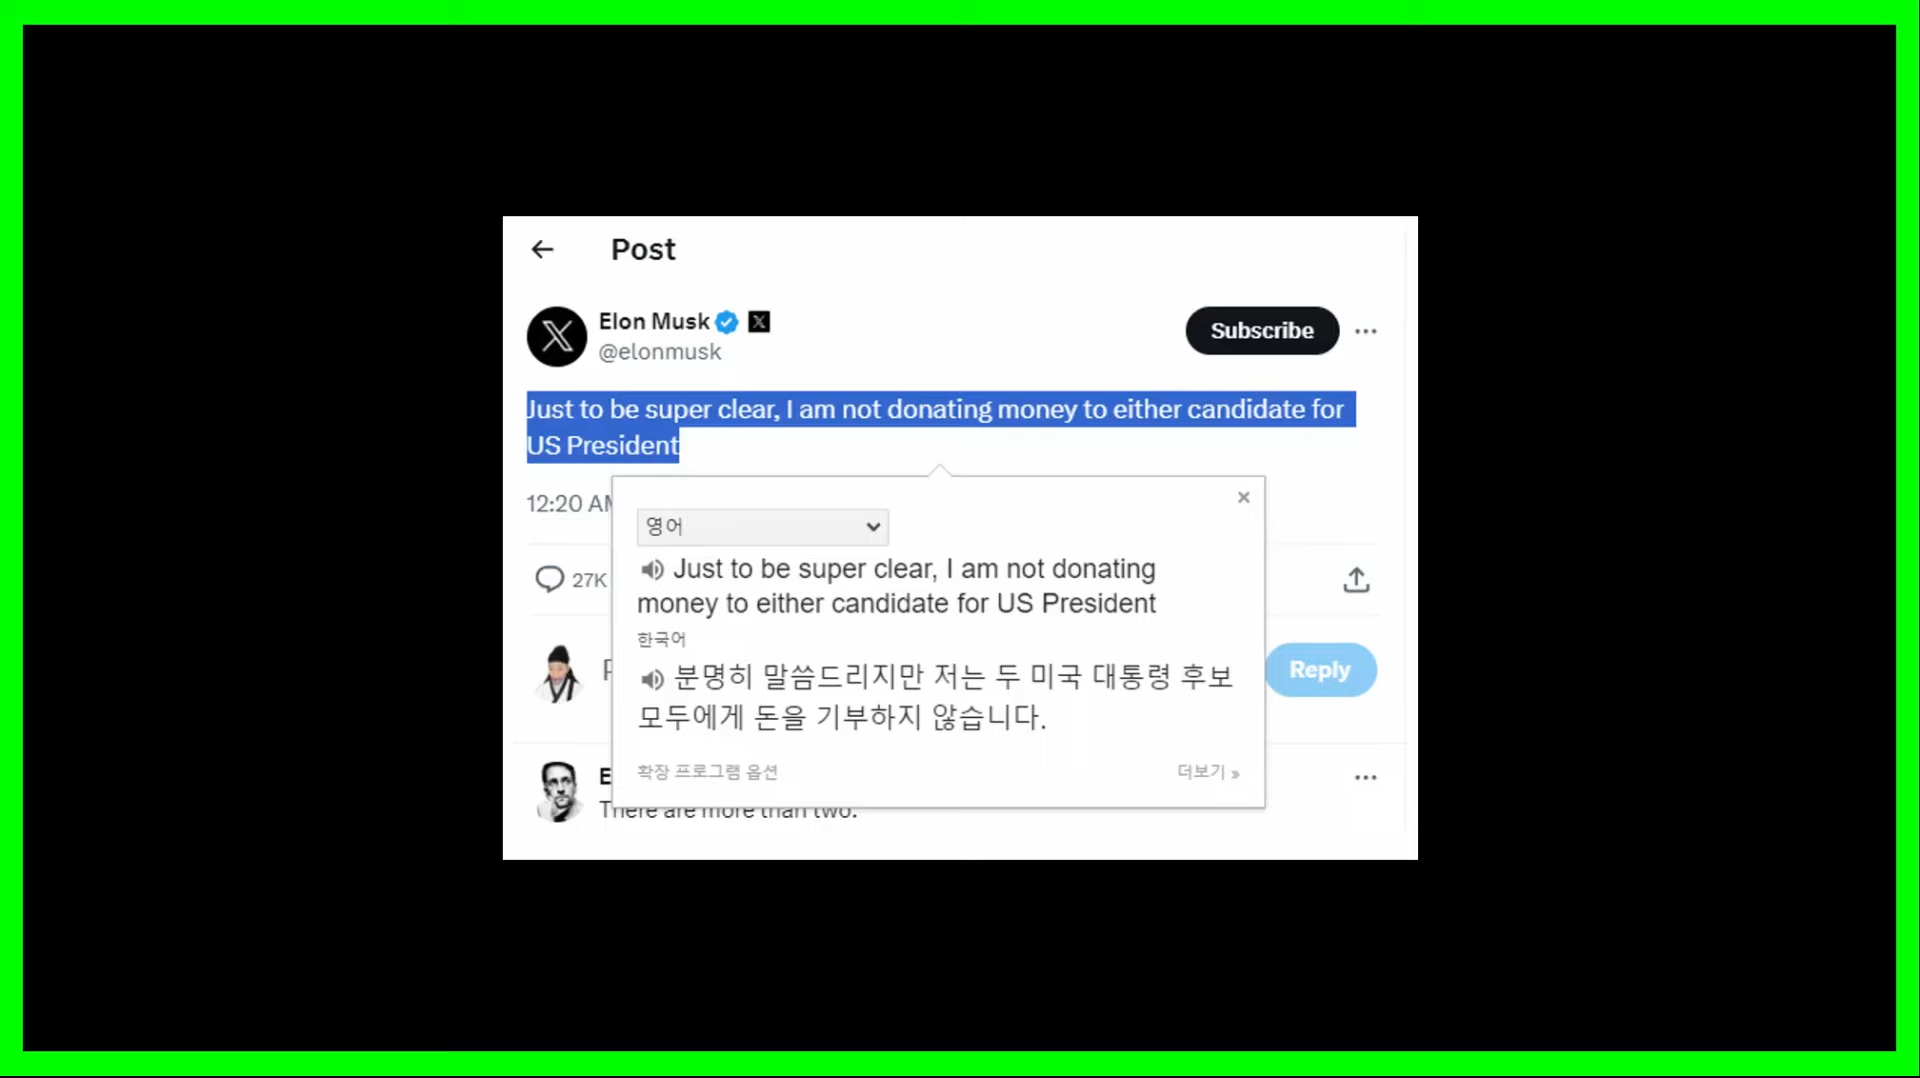 Post
Elon Musk
@elonmusk
Subscribe
Just to be super clear, I am not donating money to either candidate for
US President
12:20
영어
Just to be super clear, I am not donating
money to either candidate for US President
27K
한국어
분명히 말씀드리지만 저는 두 미국 대통령 후보
모두에게 돈을 기부하지 않습니다.
Reply
확장 프로그램 옵션
더보기 »
There are more than two.